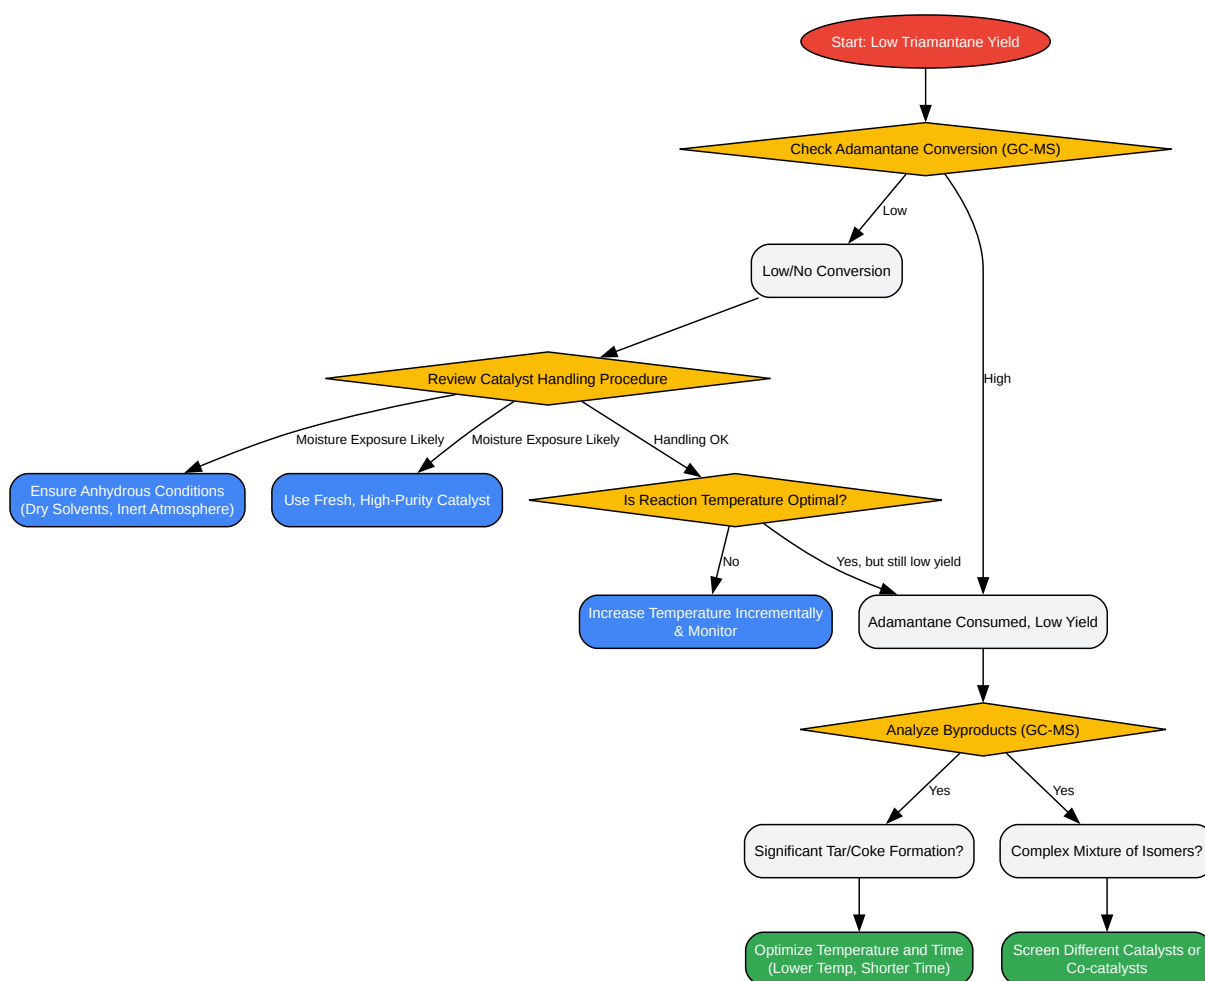 Start: Low Triamantane Yield
Check Adamantane Conversion (GC-MS)
Low
Low/No Conversion
Review Catalyst Handling Procedure
High
Moisture Exposure Likely
Moisture Exposure Likely
Handling OK
Ensure Anhydrous Conditions
(Dry Solvents, Inert Atmosphere)
Use Fresh, High-Purity Catalyst
Is Reaction Temperature Optimal?
No
Yes, but still low yield
Increase Temperature Incrementally
& Monitor
Adamantane Consumed, Low Yield
Analyze Byproducts (GC-MS)
Yes
Yes
Significant Tar/Coke Formation?
Complex Mixture of Isomers?
Optimize Temperature and Time
(Lower Temp, Shorter Time)
Screen Different Catalysts or
Co-catalysts